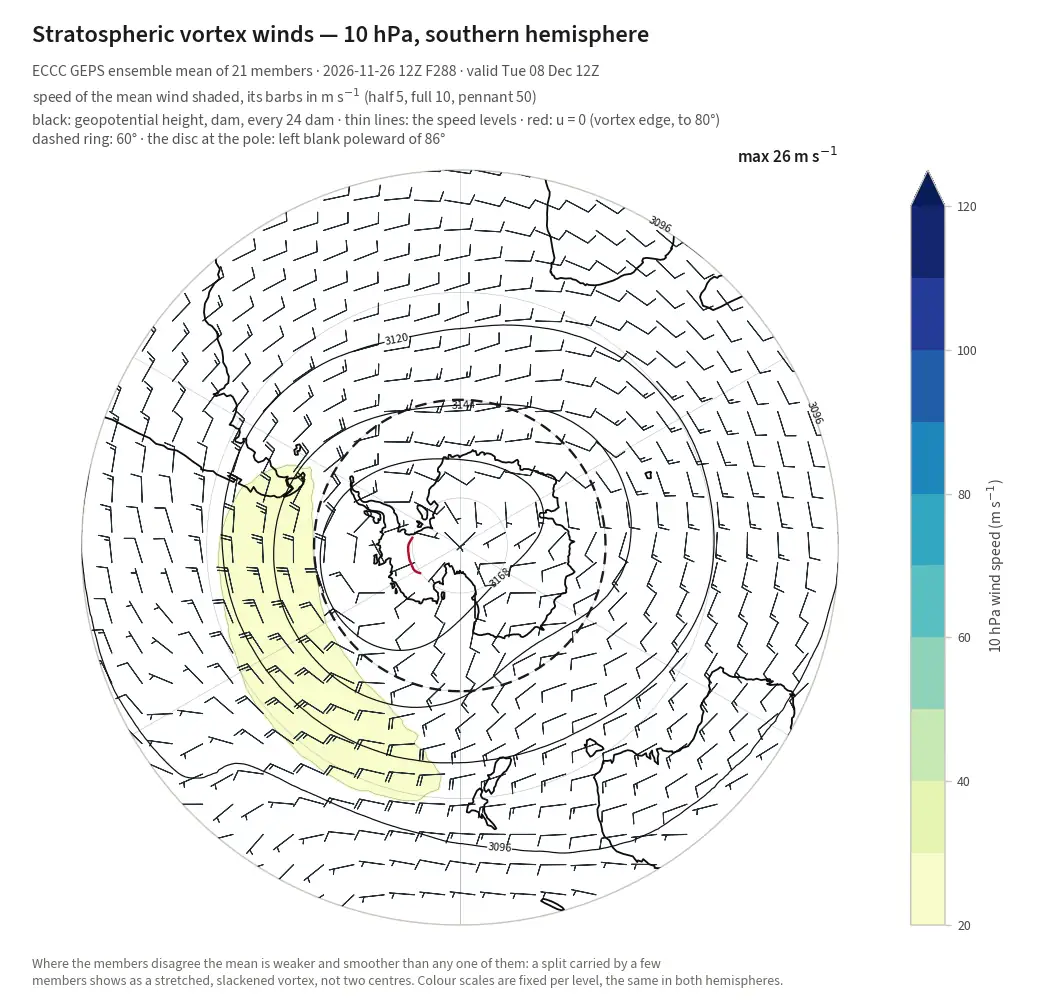 Stratospheric vortex winds — 10 hPa, southern hemisphere
ECCC GEPS ensemble mean of 21 members · 2026-11-26 12Z F288 · valid Tue 08 Dec 12Z
speed of the mean wind shaded, its barbs in m s⁻¹ (half 5, full 10, pennant 50)
black: geopotential height, dam, every 24 dam · thin lines: the speed levels · red: u = 0 (vortex edge, to 80°)
dashed ring: 60° · the disc at the pole: left blank poleward of 86°
max 26 m s⁻¹
3096
3120
3144
3096
3168
3096
120
100
80
60
40
20
10 hPa wind speed (m s⁻¹)
Where the members disagree the mean is weaker and smoother than any one of them: a split carried by a few
members shows as a stretched, slackened vortex, not two centres. Colour scales are fixed per level, the same in both hemispheres.